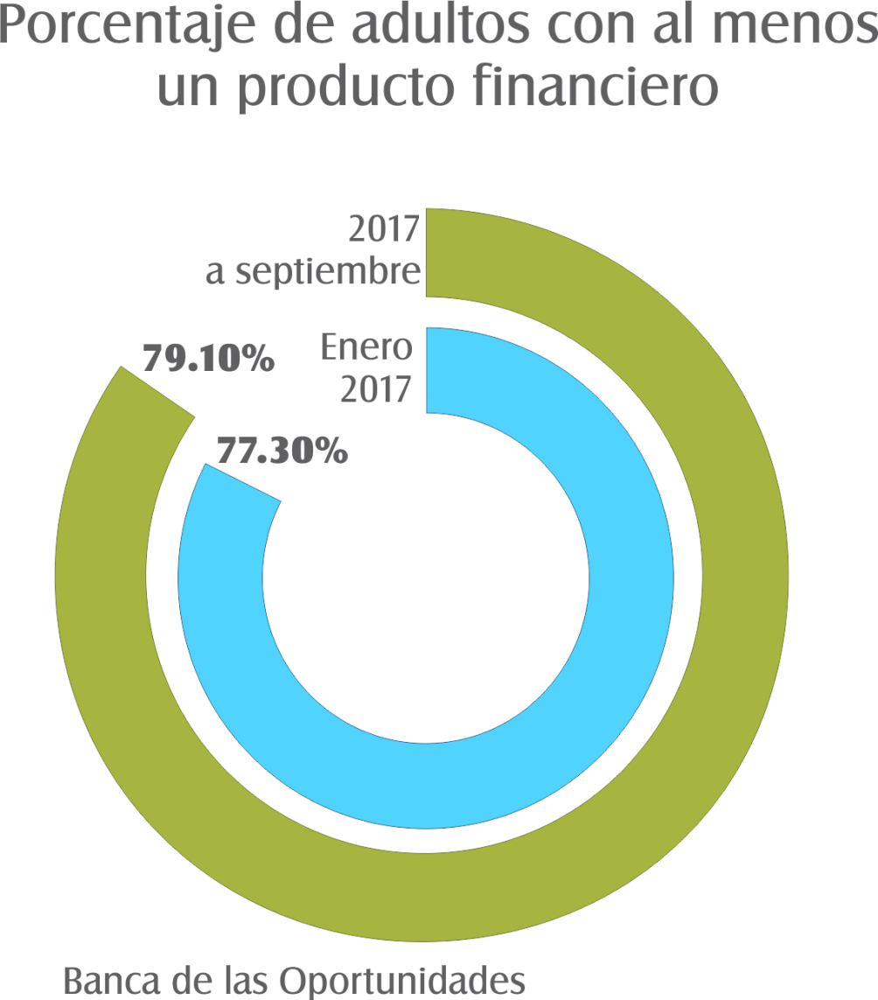 Porcentaje de adultos con al menos
un producto financiero
2017
a septiembre
79.10%
Enero
2017
77.30%
Banca de las Oportunidades